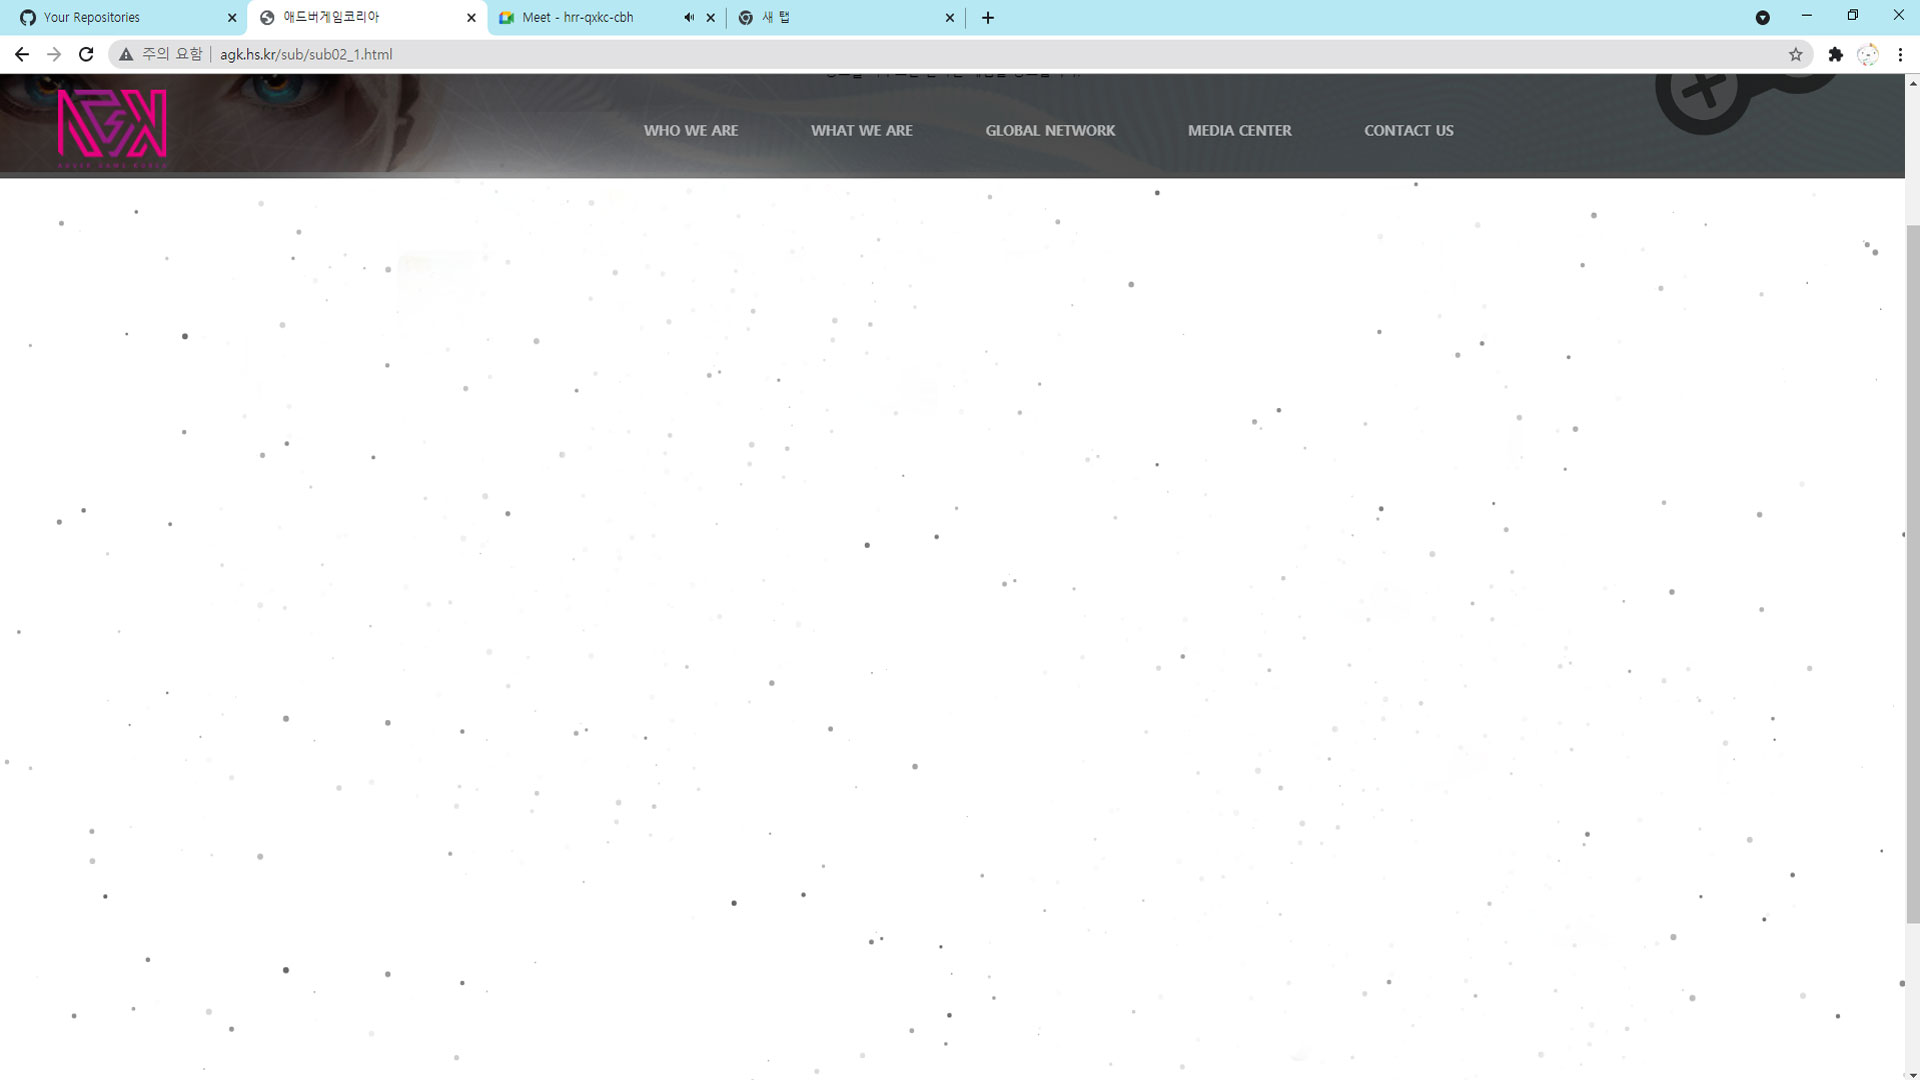 Your Repositories
애드버게임코리아
Meet - hrr-qxkc-cbh
새 탭
주의 요함
agk.hs.kr/sub/sub02_1.html
WHO WE ARE
WHAT WE ARE
GLOBAL NETWORK
MEDIA CENTER
CONTACT US